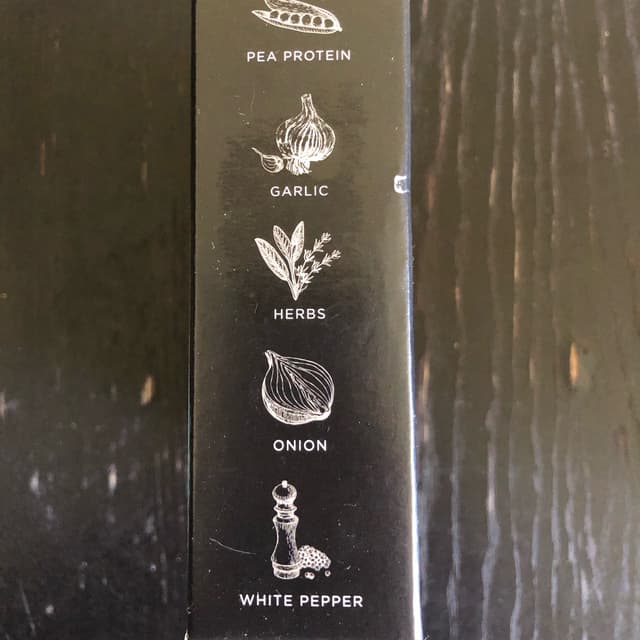 PEA PROTEIN
GARLIC
HERBS
ONION
WHITE PEPPER